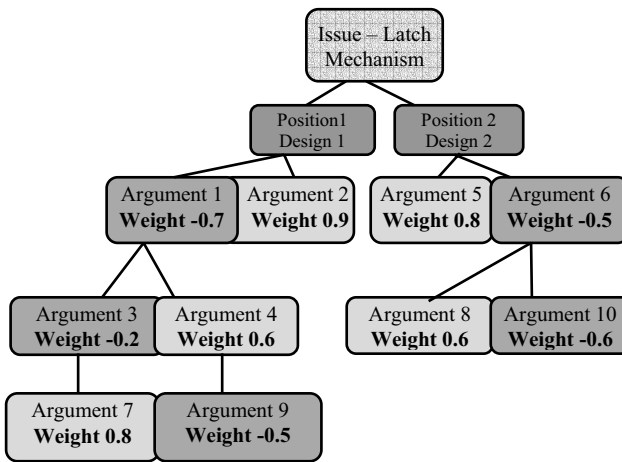 Issue – Latch
Mechanism
Position1
Design 1
Position 2
Design 2
Argument 1
Weight -0.7
Argument 2
Weight 0.9
Argument 5
Weight 0.8
Argument 6
Weight -0.5
Argument 3
Weight -0.2
Argument 4
Weight 0.6
Argument 8
Weight 0.6
Argument 10
Weight -0.6
Argument 7
Weight 0.8
Argument 9
Weight -0.5